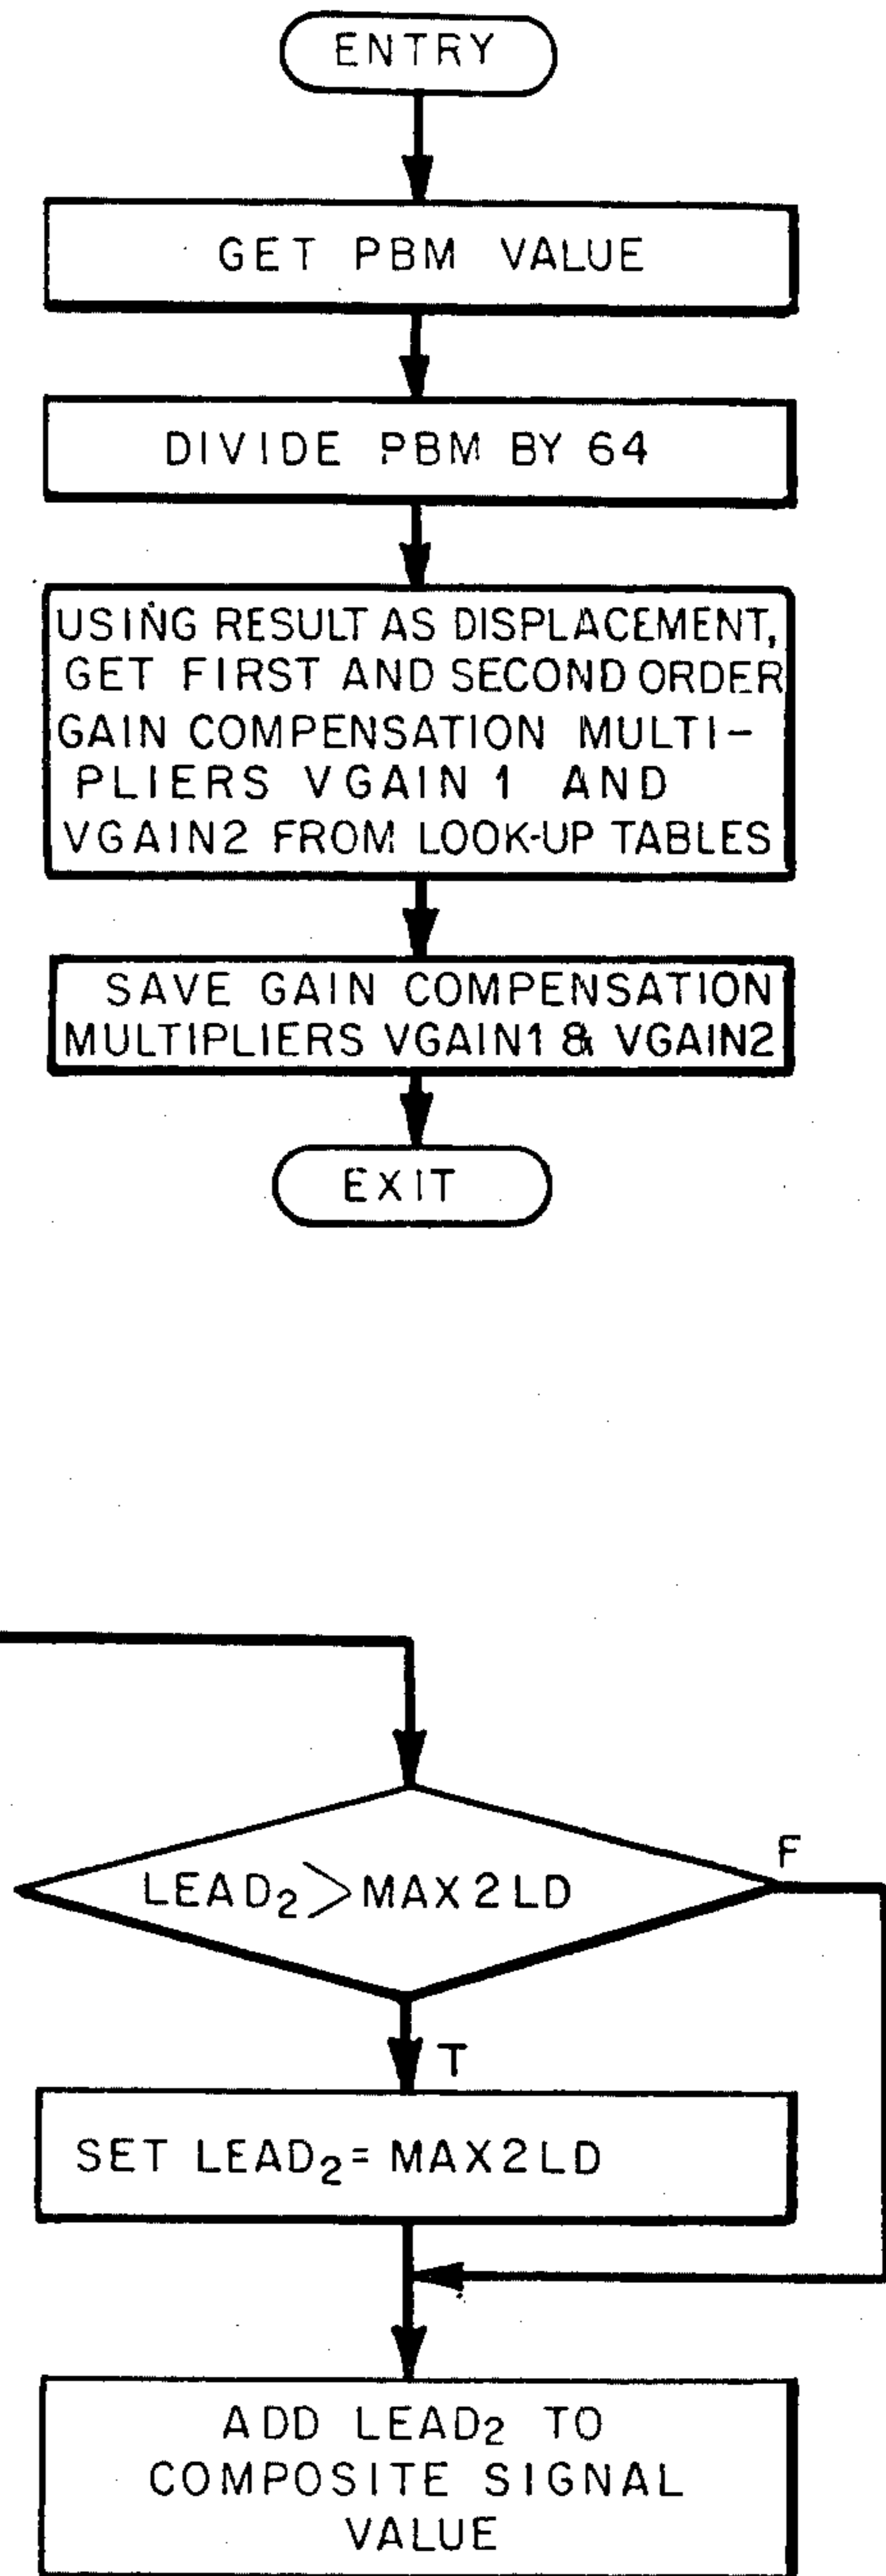 ENTRY
GET PBM VALUE
DIVIDE PBM BY 64
USING RESULT AS DISPLACEMENT,
GET FIRST AND SECOND ORDER
GAIN COMPENSATION MULTI-
PLIERS VGAIN 1 AND
VGAIN2 FROM LOOK-UP TABLES
SAVE GAIN COMPENSATION
MULTIPLIERS VGAIN1 & VGAIN2
EXIT
LEAD₂>MAX2LD
F
T
SET LEAD₂= MAX2LD
ADD LEAD₂ TO
COMPOSITE SIGNAL
VALUE